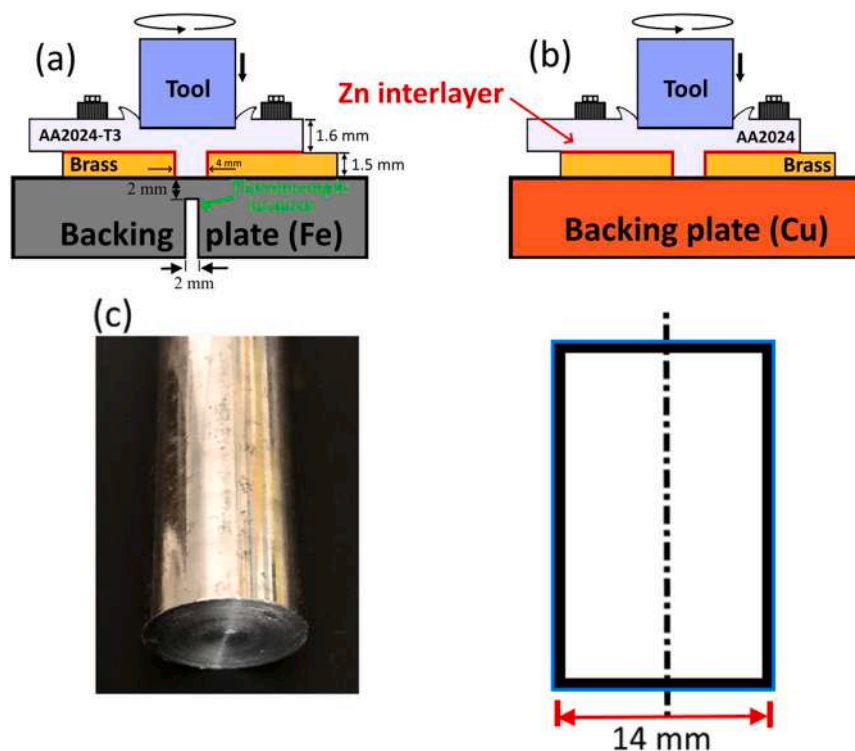 (a)
Tool
AA2024-T3
1.6 mm
Brass
4 mm
1.5 mm
2 mm
Thermocouple
Backing plate (Fe)
2 mm
(b)
Tool
Zn interlayer
AA2024
Brass
Backing plate (Cu)
(c)
14 mm